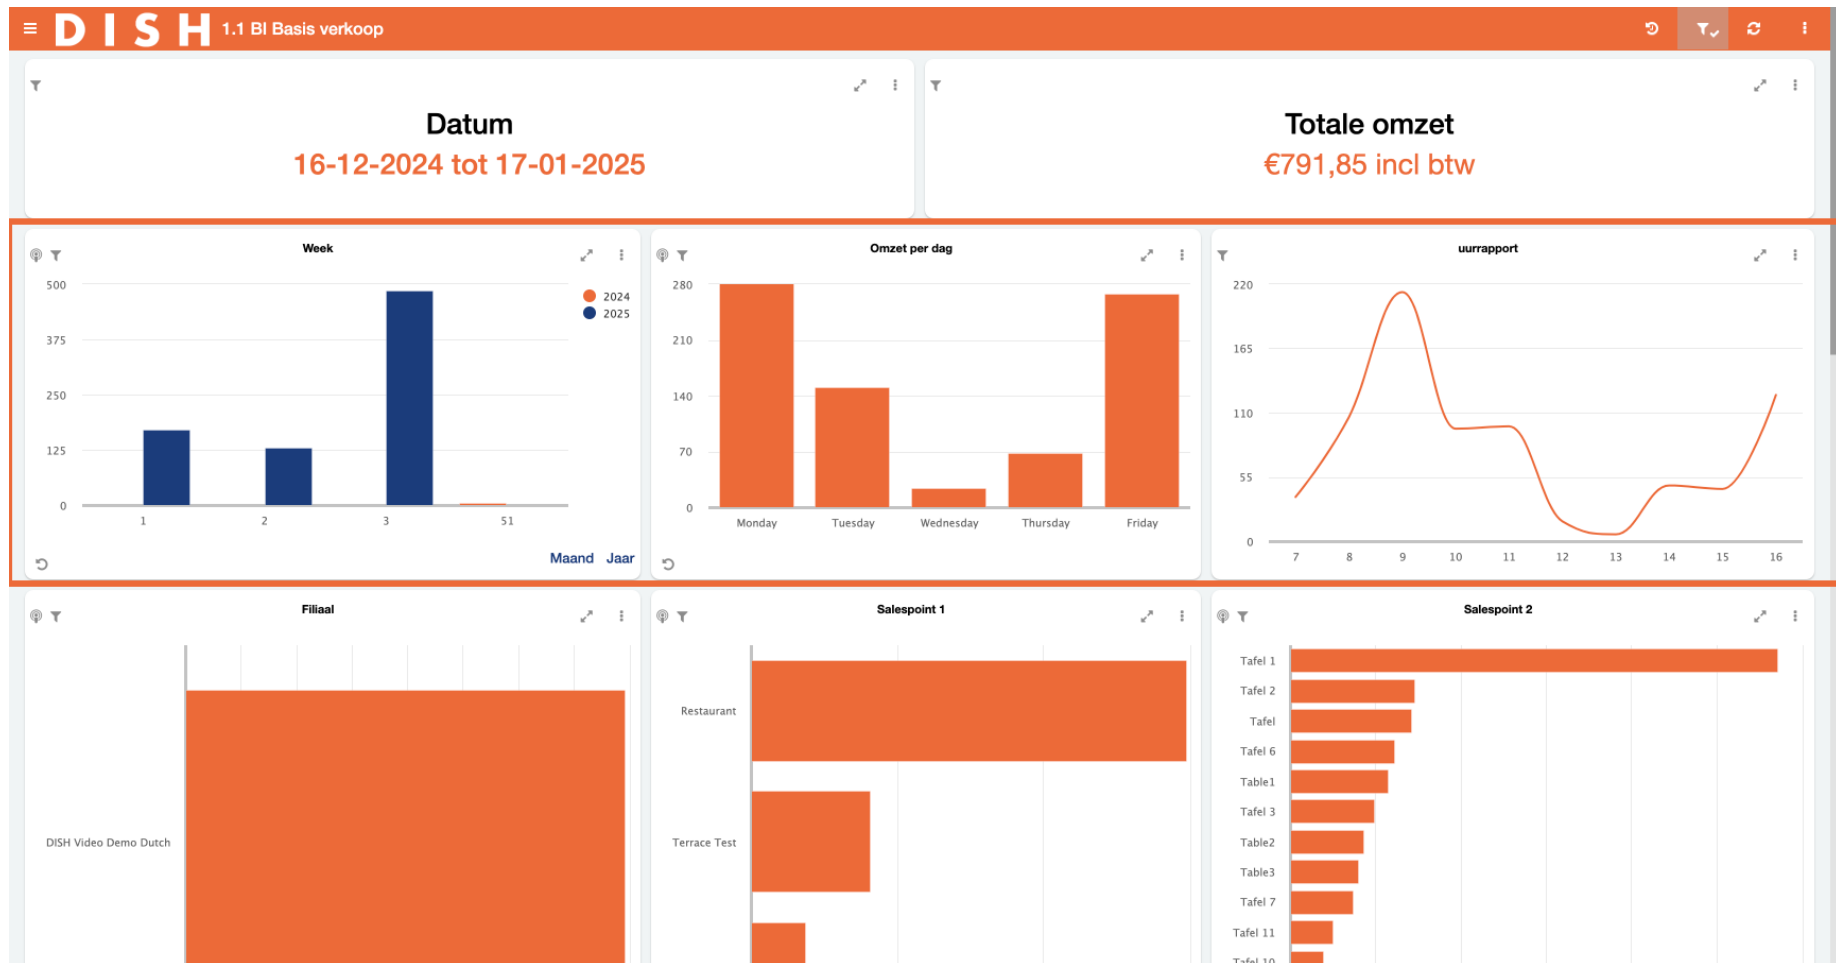 DISH 1.1 BI Basis verkoop
Datum
16-12-2024 tot 17-01-2025
Totale omzet
€791,85 incl btw
Week
500
375
250
125
0
1 2 3 51
2024
2025
Maand Jaar
Omzet per dag
280
210
140
70
0
Monday Tuesday Wednesday Thursday Friday
uurrapport
220
165
110
55
0
7 8 9 10 11 12 13 14 15 16
Filiaal
DISH Video Demo Dutch
Salespoint 1
Restaurant
Terrace Test
Salespoint 2
Tafel 1
Tafel 2
Tafel
Tafel 6
Table1
Tafel 3
Table2
Table3
Tafel 7
Tafel 11
Tafel 10